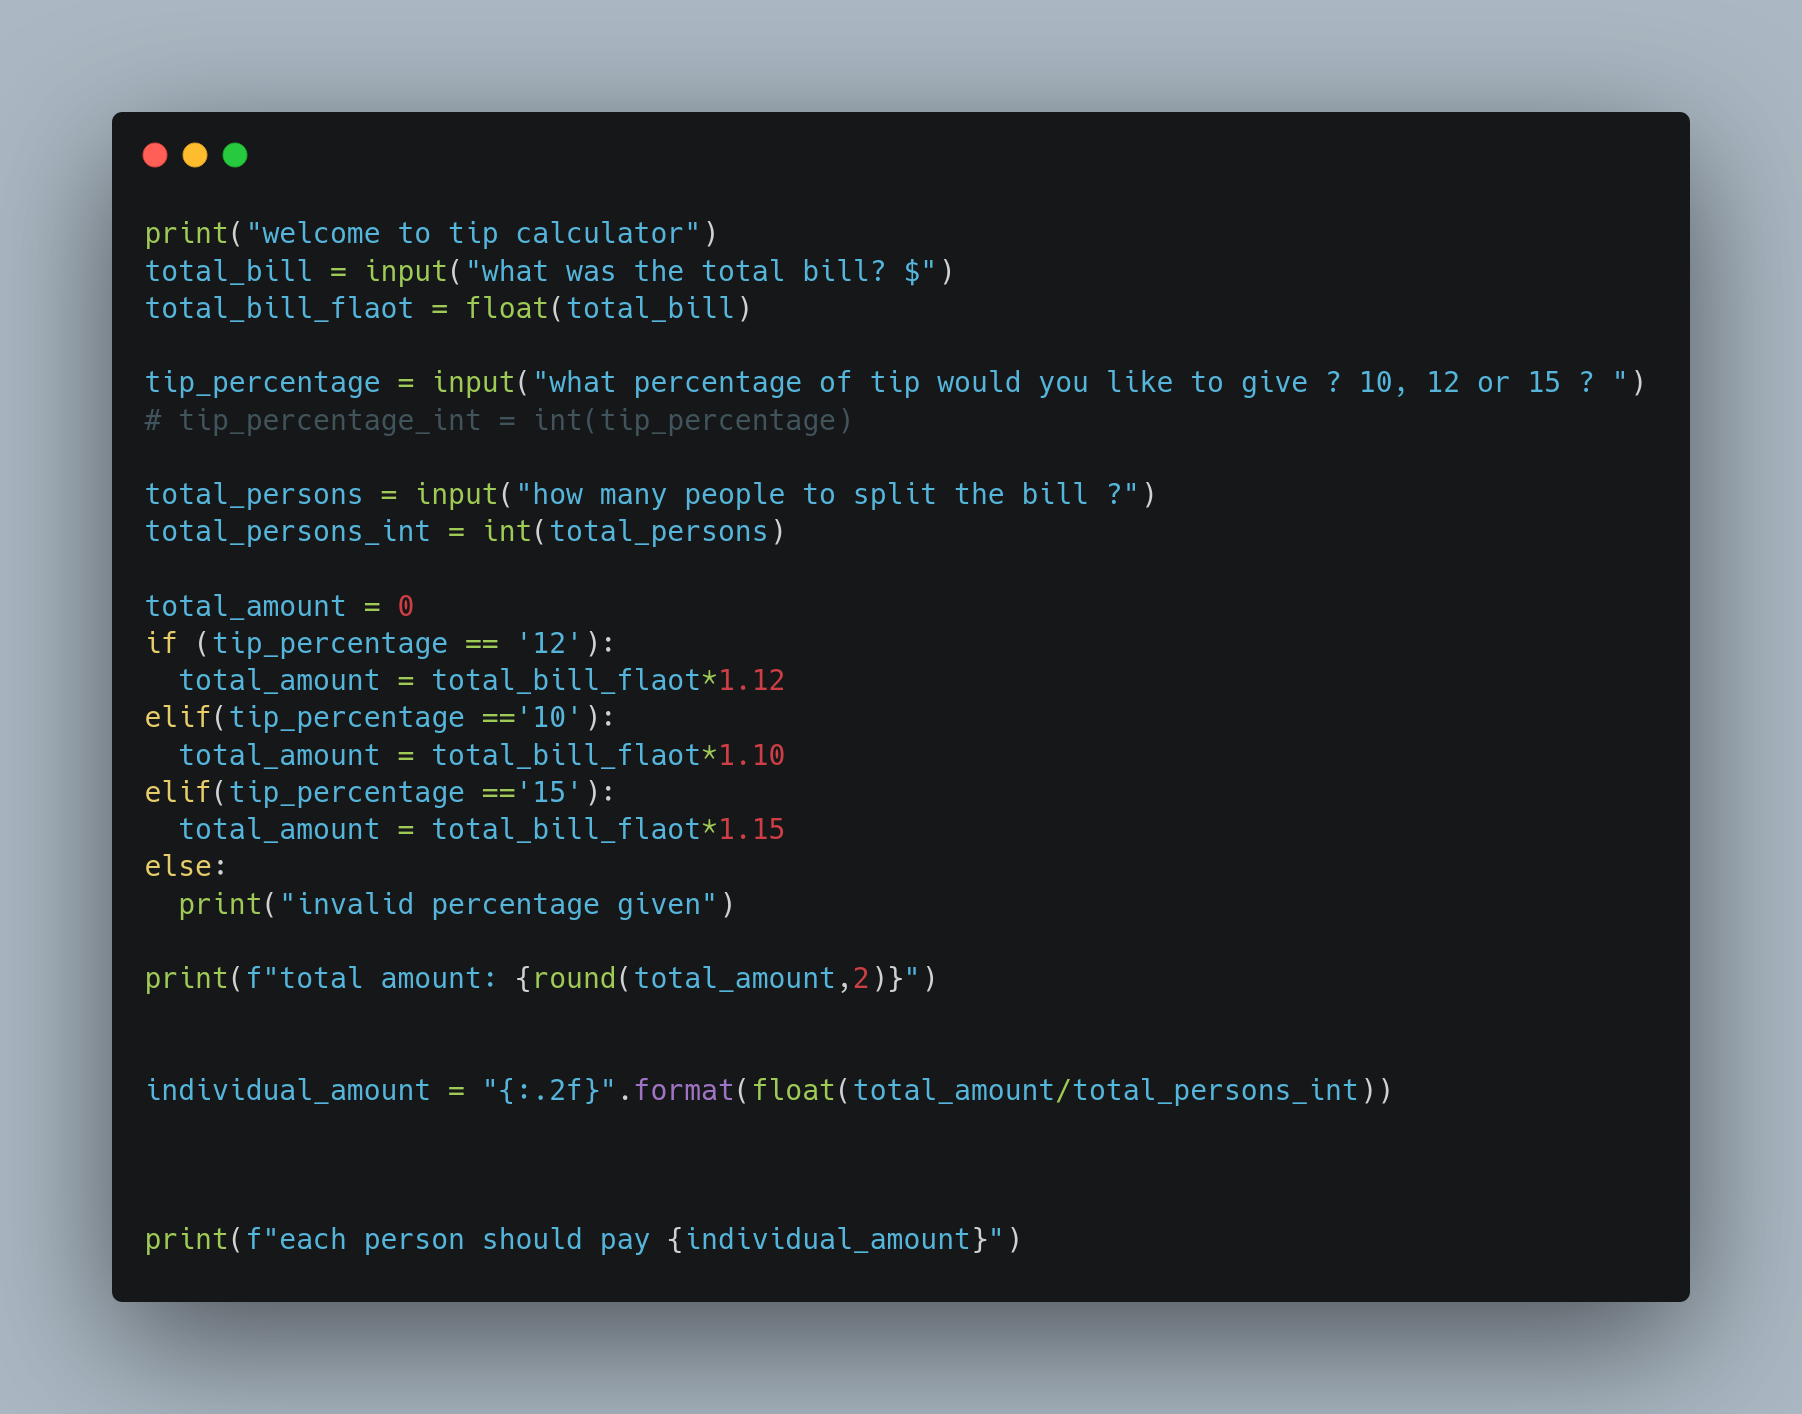 print("welcome to tip calculator")
total_bill = input("what was the total bill? $")
total_bill_flaot = float(total_bill)

tip_percentage = input("what percentage of tip would you like to give ? 10, 12 or 15 ? ")
# tip_percentage_int = int(tip_percentage)

total_persons = input("how many people to split the bill ?")
total_persons_int = int(total_persons)

total_amount = 0
if (tip_percentage == '12'):
  total_amount = total_bill_flaot*1.12
elif(tip_percentage =='10'):
  total_amount = total_bill_flaot*1.10
elif(tip_percentage =='15'):
  total_amount = total_bill_flaot*1.15
else:
  print("invalid percentage given")

print(f"total amount: {round(total_amount,2)}")


individual_amount = "{:.2f}".format(float(total_amount/total_persons_int))



print(f"each person should pay {individual_amount}")